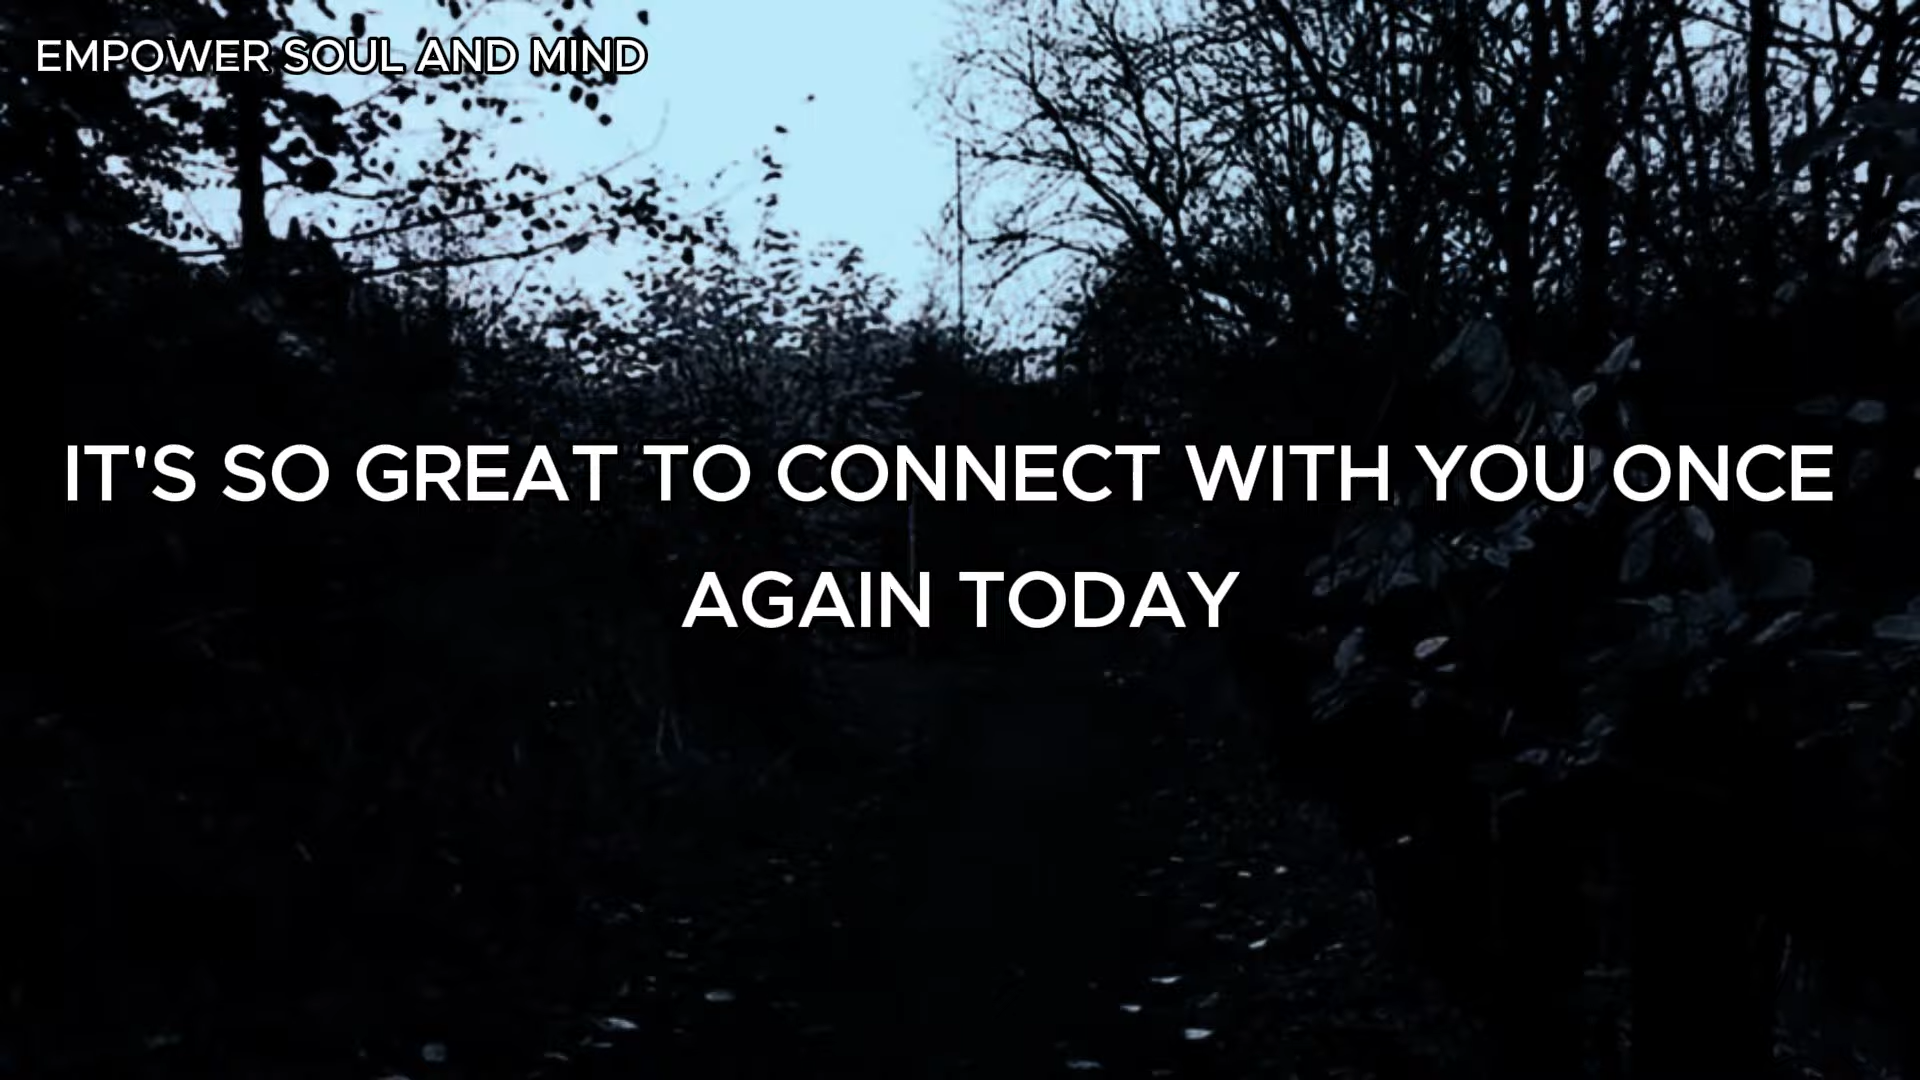 EMPOWER SOUL AND MIND
IT'S SO GREAT TO CONNECT WITH YOU ONCE
AGAIN TODAY